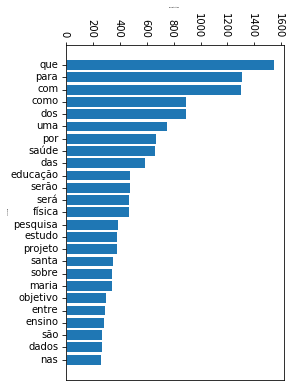 0 200 400 600 800 1000 1200 1400 1600
que
para
com
como
dos
uma
por
saúde
das
educação
serão
será
física
pesquisa
estudo
projeto
santa
sobre
maria
objetivo
entre
ensino
são
dados
nas